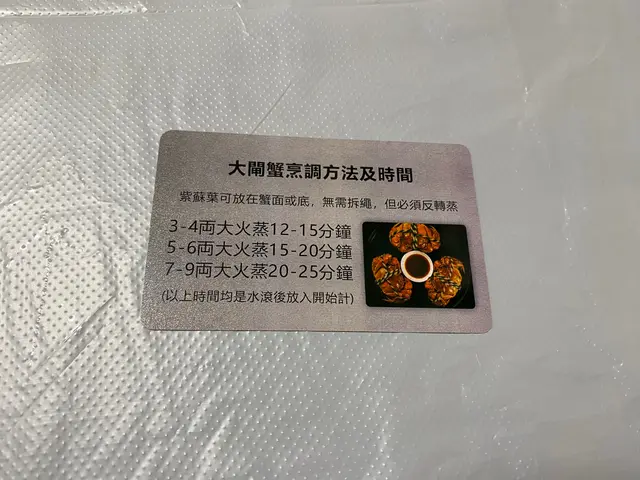 大閘蟹烹調方法及時間
紫蘇葉可放在蟹面或底，無需拆繩，但必須反轉蒸
3-4両大火蒸12-15分鐘
5-6両大火蒸15-20分鐘
7-9両大火蒸20-25分鐘
(以上時間均是水滾後放入開始計)